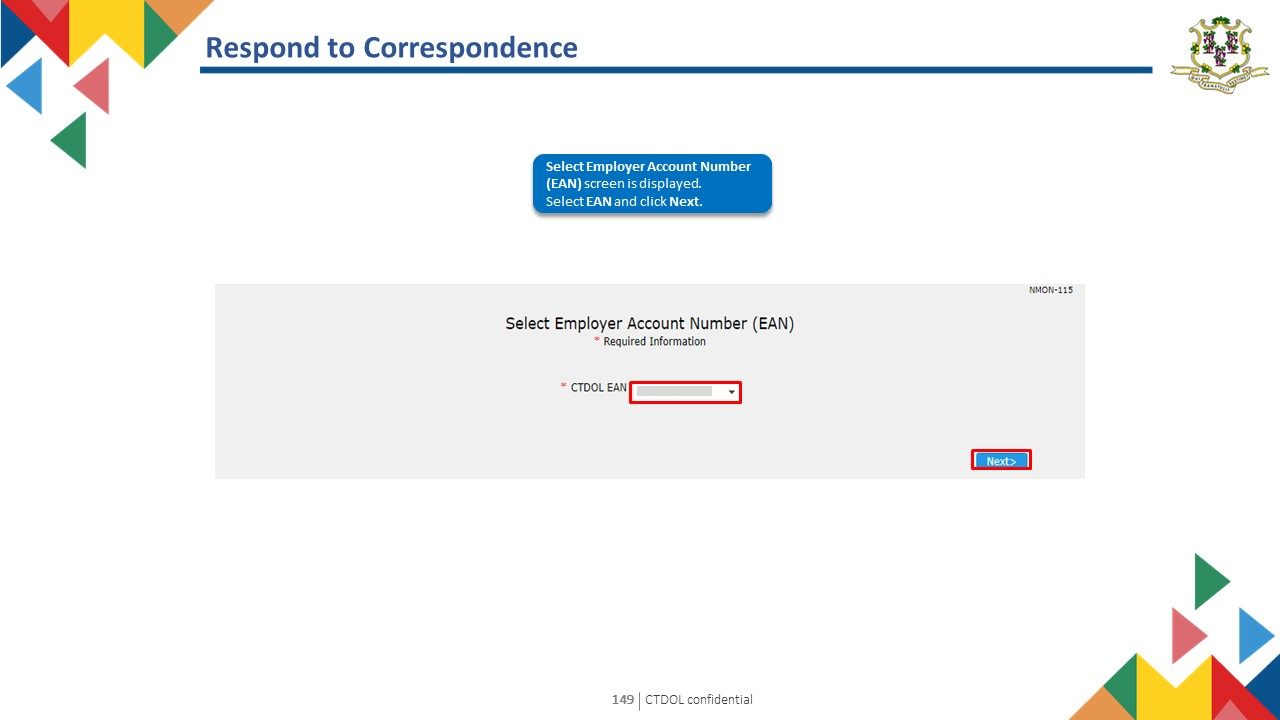 Respond to Correspondence
Select Employer Account Number
(EAN) screen is displayed.
Select EAN and click Next.
NMON-115
Select Employer Account Number (EAN)
* Required Information
* CTDOL EAN
Next>
149 | CTDOL confidential